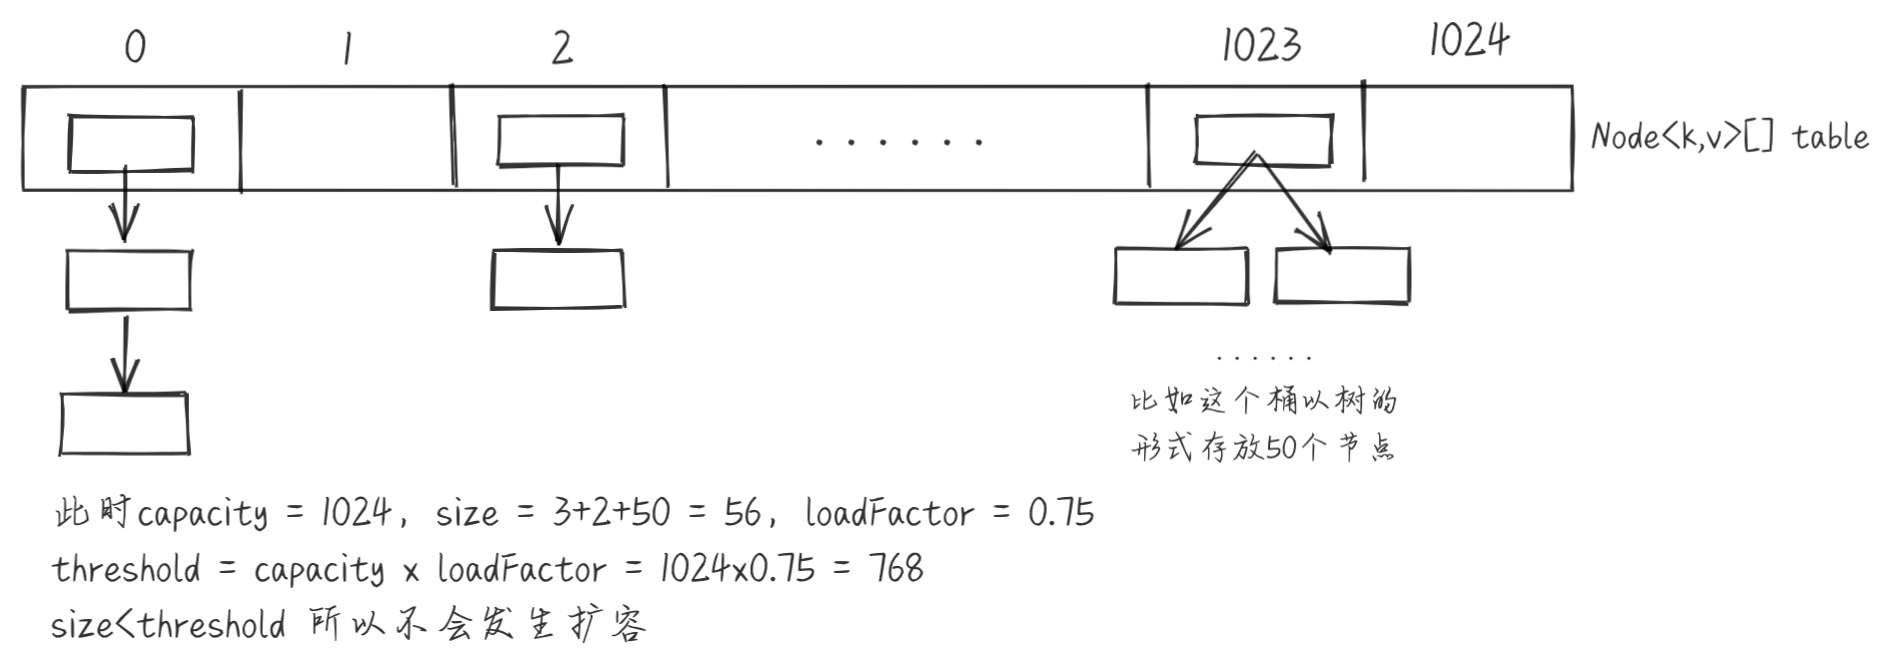 0 1 2 1023 1024
Node<k,v>[] table
· · · · · ·
· · · · · ·
比如这个桶以树的
形式存放50个节点
此时capacity = 1024, size = 3+2+50 = 56, loadFactor = 0.75
threshold = capacity x loadFactor = 1024x0.75 = 768
size<threshold 所以不会发生扩容